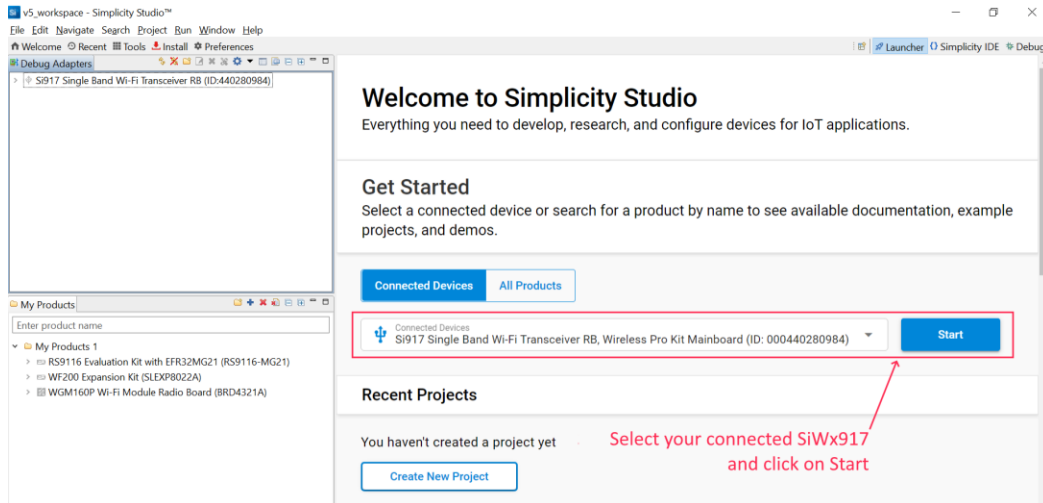 v5_workspace - Simplicity Studio™
File Edit Navigate Search Project Run Window Help
Welcome Recent Tools Install Preferences
Launcher Simplicity IDE Debug
Debug Adapters
Si917 Single Band Wi-Fi Transceiver RB (ID:440280984)
Welcome to Simplicity Studio
Everything you need to develop, research, and configure devices for IoT applications.
Get Started
Select a connected device or search for a product by name to see available documentation, example
projects, and demos.
Connected Devices All Products
Connected Devices
Si917 Single Band Wi-Fi Transceiver RB, Wireless Pro Kit Mainboard (ID: 000440280984)
Start
My Products
Enter product name
My Products 1
RS9116 Evaluation Kit with EFR32MG21 (RS9116-MG21)
WF200 Expansion Kit (SLEXP8022A)
WGM160P Wi-Fi Module Radio Board (BRD4321A)
Recent Projects
You haven't created a project yet
Create New Project
Select your connected SiWx917
and click on Start